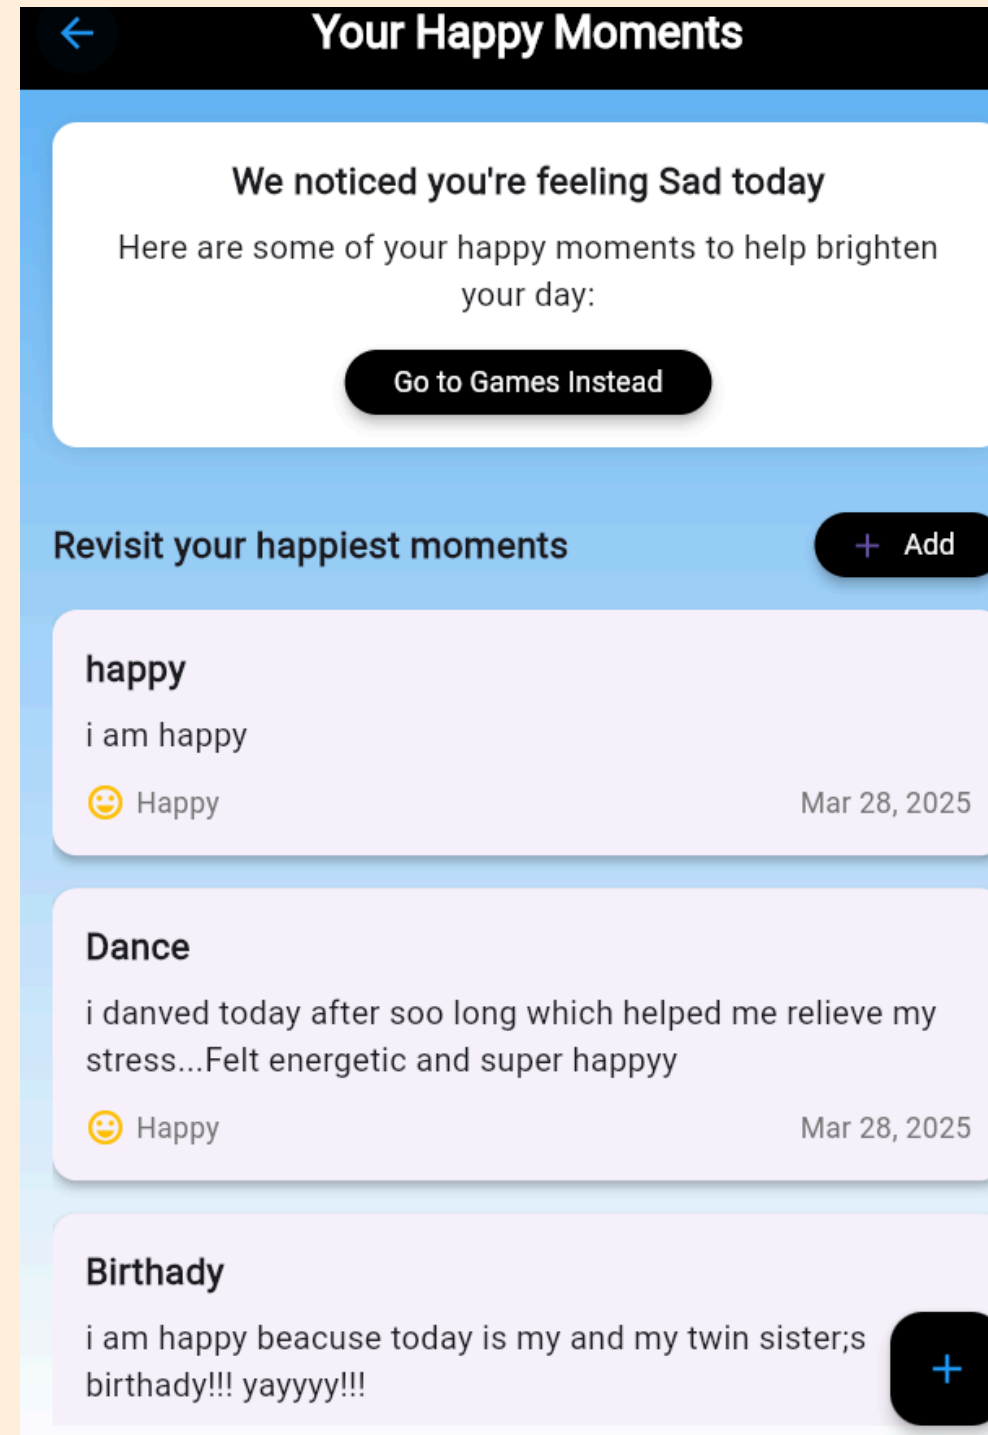 Your Happy Moments
We noticed you're feeling Sad today
Here are some of your happy moments to help brighten
your day:
Go to Games Instead
Revisit your happiest moments
+ Add
happy
i am happy
Happy
Mar 28, 2025
Dance
i danved today after soo long which helped me relieve my
stress...Felt energetic and super happyy
Happy
Mar 28, 2025
Birthady
i am happy beacuse today is my and my twin sister;s
birthady!!! yayyyy!!!
+